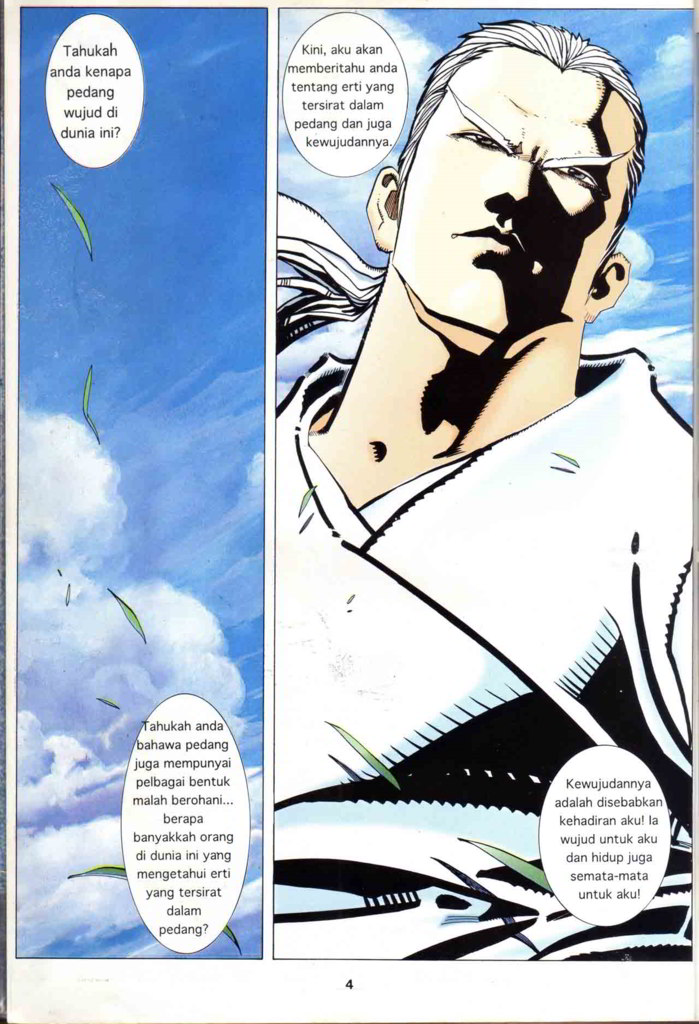 Tahukah
anda kenapa
pedang
wujud di
dunia ini?
Tahukah anda
bahawa pedang
juga mempunyai
pelbagai bentuk
malah berohani...
berapa
banyakkah orang
di dunia ini yang
mengetahui erti
yang tersirat
dalam
pedang?
Kini, aku akan
memberitahu anda
tentang erti yang
tersirat dalam
pedang dan juga
kewujudannya.
Kewujudannya
adalah disebabkan
kehadiran aku! Ia
wujud untuk aku
dan hidup juga
semata-mata
untuk aku!
4